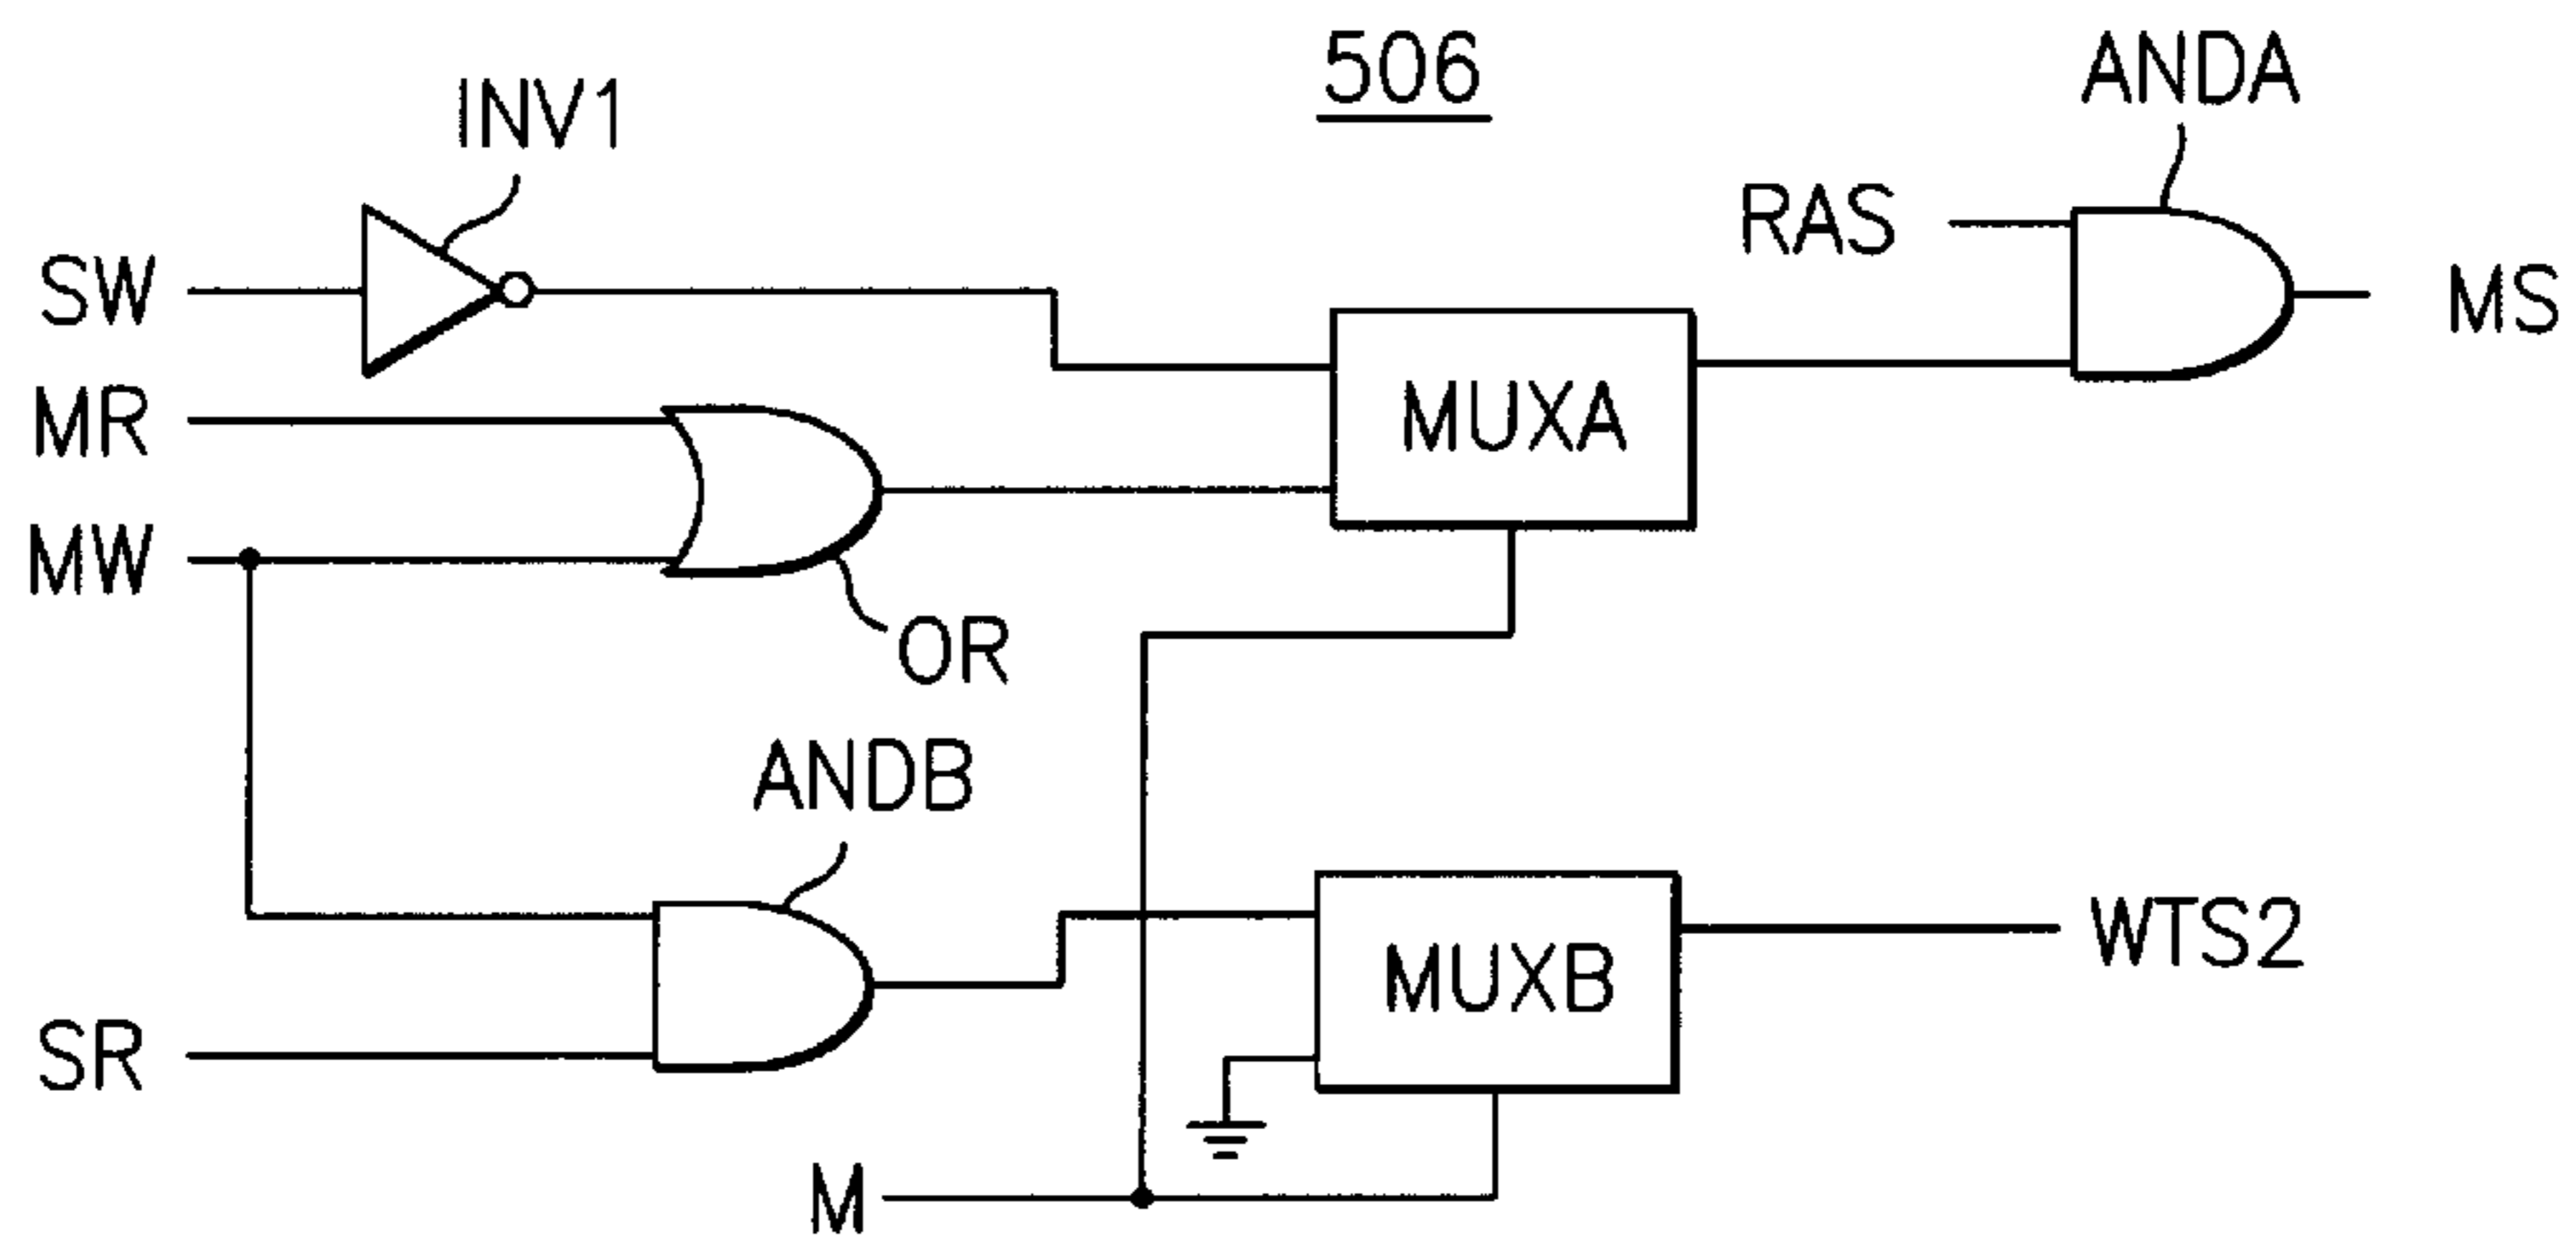 506
ANDA
INV1
RAS
SW
MS
MR
MUXA
MW
OR
ANDB
MUXB
WTS2
SR
M